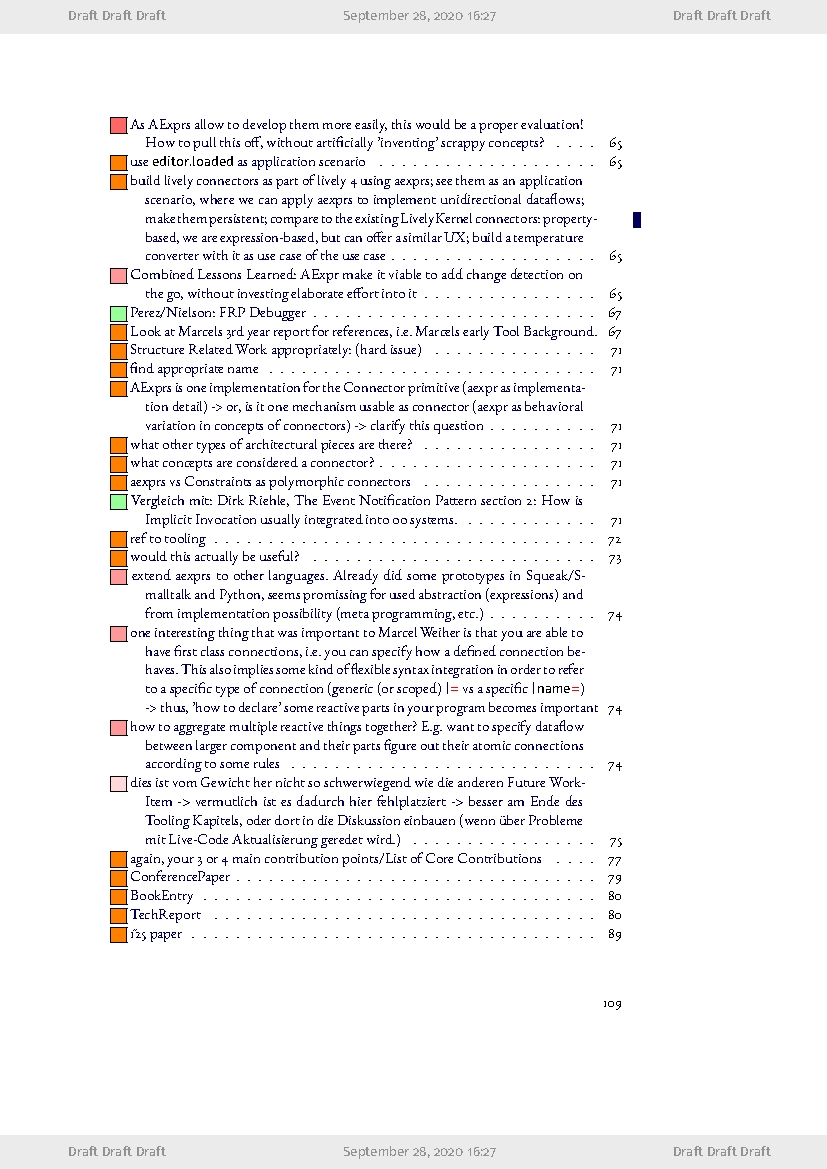 Draft Draft Draft September 28, 2020 16:27 Draft Draft Draft
As AExprs allow to develop them more easily, this would be a proper evaluation!
How to pull this off, without artificially 'inventing' scrappy concepts? . . . . 65
use editor.loaded as application scenario . . . . . . . . . . . . . . . . . . . . . . . . 65
build lively connectors as part of lively 4 using aexprs; see them as an application
scenario, where we can apply aexprs to implement unidirectional dataflows;
make them persistent; compare to the existing Lively Kernel connectors: property-
based, we are expression-based, but can offer a similar UX; build a temperature
converter with it as use case of the use case . . . . . . . . . . . . . . . . . . . . . . 65
Combined Lessons Learned: AExpr make it viable to add change detection on
the go, without investing elaborate effort into it . . . . . . . . . . . . . . . . . . . 65
Perez/Nielson: FRP Debugger . . . . . . . . . . . . . . . . . . . . . . . . . . . . . . . 67
Look at Marcels 3rd year report for references, i.e. Marcels early Tool Background. 67
Structure Related Work appropriately: (hard issue) . . . . . . . . . . . . . . . . . . 71
find appropriate name . . . . . . . . . . . . . . . . . . . . . . . . . . . . . . . . . . . . 71
AExprs is one implementation for the Connector primitive (aexpr as implementa-
tion detail) -> or, is it one mechanism usable as connector (aexpr as behavioral
variation in concepts of connectors) -> clarify this question . . . . . . . . . . 71
what other types of architectural pieces are there? . . . . . . . . . . . . . . . . . . . 71
what concepts are considered a connector? . . . . . . . . . . . . . . . . . . . . . . . . 71
aexprs vs Constraints as polymorphic connectors . . . . . . . . . . . . . . . . . . . . 71
Vergleich mit: Dirk Riehle, The Event Notification Pattern section 2: How is
Implicit Invocation usually integrated into oo systems. . . . . . . . . . . . . . . 71
ref to tooling . . . . . . . . . . . . . . . . . . . . . . . . . . . . . . . . . . . . . . . . . . 72
would this actually be useful? . . . . . . . . . . . . . . . . . . . . . . . . . . . . . . . 73
extend aexprs to other languages. Already did some prototypes in Squeak/S-
malltalk and Python, seems promissing for used abstraction (expressions) and
from implementation possibility (meta programming, etc.) . . . . . . . . . . 74
one interesting thing that was important to Marcel Weiher is that you are able to
have first class connections, i.e. you can specify how a defined connection be-
haves. This also implies some kind of flexible syntax integration in order to refer
to a specific type of connection (generic (or scoped) |= vs a specific |name=)
-> thus, 'how to declare' some reactive parts in your program becomes important 74
how to aggregate multiple reactive things together? E.g. want to specify dataflow
between larger component and their parts figure out their atomic connections
according to some rules . . . . . . . . . . . . . . . . . . . . . . . . . . . . . . . . . 74
dies ist vom Gewicht her nicht so schwerwiegend wie die anderen Future Work-
Item -> vermutlich ist es dadurch hier fehlplatziert -> besser am Ende des
Tooling Kapitels, oder dort in die Diskussion einbauen (wenn über Probleme
mit Live-Code Aktualisierung geredet wird.) . . . . . . . . . . . . . . . . . . . . 75
again, your 3 or 4 main contribution points/List of Core Contributions . . . . 77
ConferencePaper . . . . . . . . . . . . . . . . . . . . . . . . . . . . . . . . . . . . . . . 79
BookEntry . . . . . . . . . . . . . . . . . . . . . . . . . . . . . . . . . . . . . . . . . . . 80
TechReport . . . . . . . . . . . . . . . . . . . . . . . . . . . . . . . . . . . . . . . . . . 80
i25 paper . . . . . . . . . . . . . . . . . . . . . . . . . . . . . . . . . . . . . . . . . . . . 89
109
Draft Draft Draft September 28, 2020 16:27 Draft Draft Draft